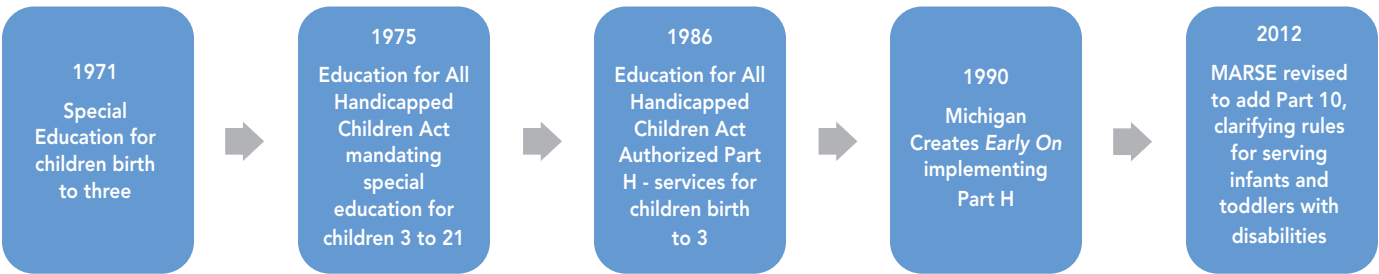 1971
Special
Education for
children birth
to three
1975
Education for All
Handicapped
Children Act
mandating
special
education for
children 3 to 21
1986
Education for All
Handicapped
Children Act
Authorized Part
H - services for
children birth
to 3
1990
Michigan
Creates Early On
implementing
Part H
2012
MARSE revised
to add Part 10,
clarifying rules
for serving
infants and
toddlers with
disabilities